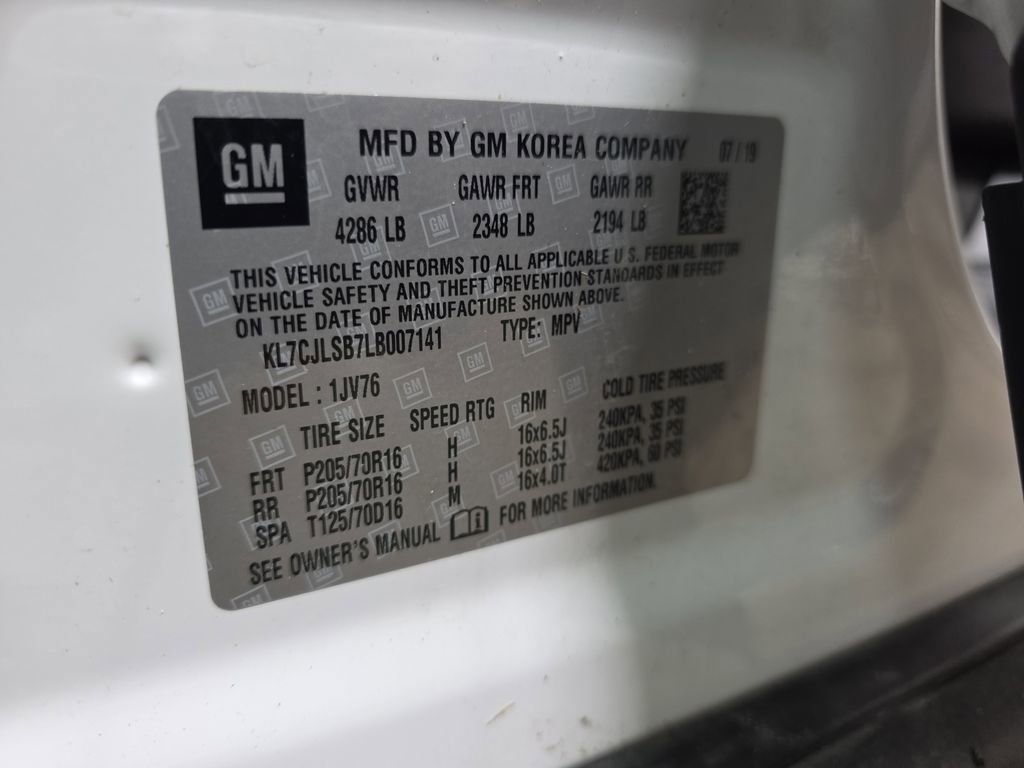 GM
MFD BY GM KOREA COMPANY 07 / 19
GVWR GAWR FRT GAWR RR
4286 LB 2348 LB 2194 LB
THIS VEHICLE CONFORMS TO ALL APPLICABLE U.S. FEDERAL MOTOR
VEHICLE SAFETY AND THEFT PREVENTION STANDARDS IN EFFECT
ON THE DATE OF MANUFACTURE SHOWN ABOVE.
KL7CJLSB7LB007141 TYPE: MPV
MODEL : 1JV76
TIRE SIZE SPEED RTG RIM COLD TIRE PRESSURE
FRT P205/70R16 H 16x6.5J 240KPA, 35 PSI
RR P205/70R16 H 16x6.5J 240KPA, 35 PSI
SPA T125/70D16 M 16x4.0T 420KPA, 60 PSI
SEE OWNER'S MANUAL FOR MORE INFORMATION.